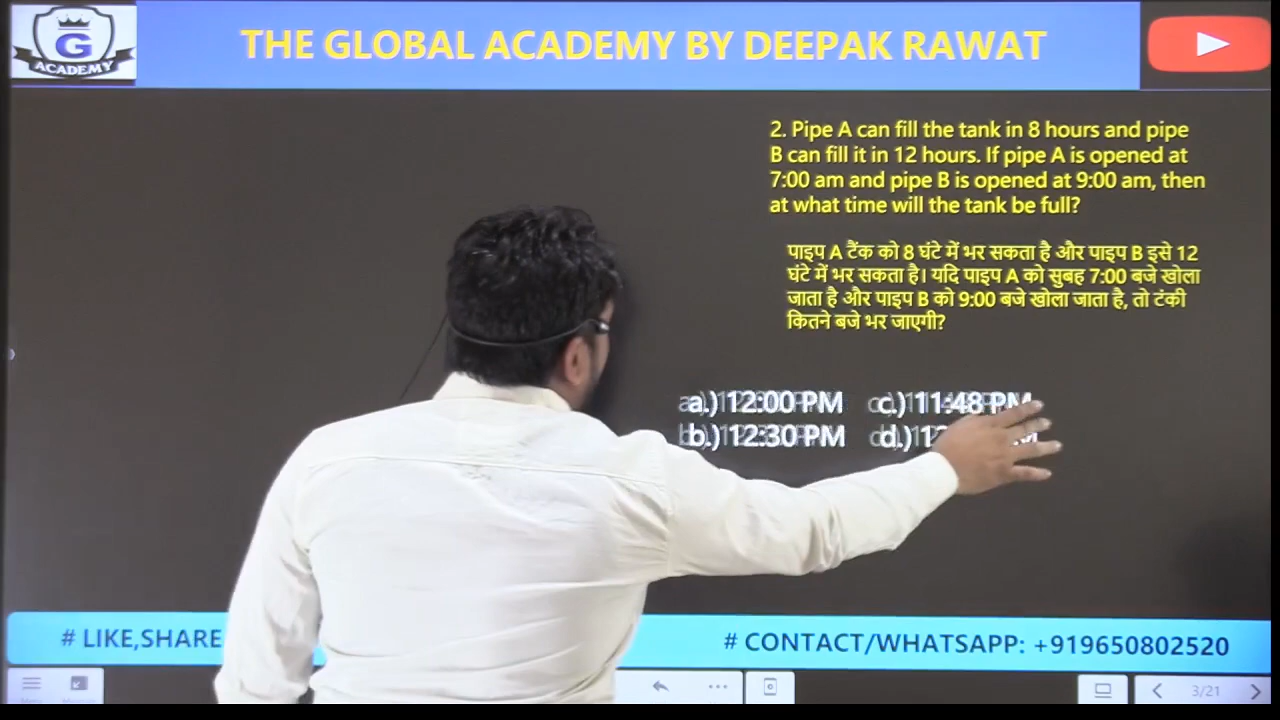 G
ACADEMY
THE GLOBAL ACADEMY BY DEEPAK RAWAT
2. Pipe A can fill the tank in 8 hours and pipe
B can fill it in 12 hours. If pipe A is opened at
7:00 am and pipe B is opened at 9:00 am, then
at what time will the tank be full?
पाइप A टैंक को 8 घंटे में भर सकता है और पाइप B इसे 12
घंटे में भर सकता है। यदि पाइप A को सुबह 7:00 बजे खोला
जाता है और पाइप B को 9:00 बजे खोला जाता है, तो टंकी
कितने बजे भर जाएगी?
a.) 12:00 PM c.) 11:48 PM
b.) 12:30 PM d.)
# LIKE,SHARE
# CONTACT/WHATSAPP: +919650802520
3/21